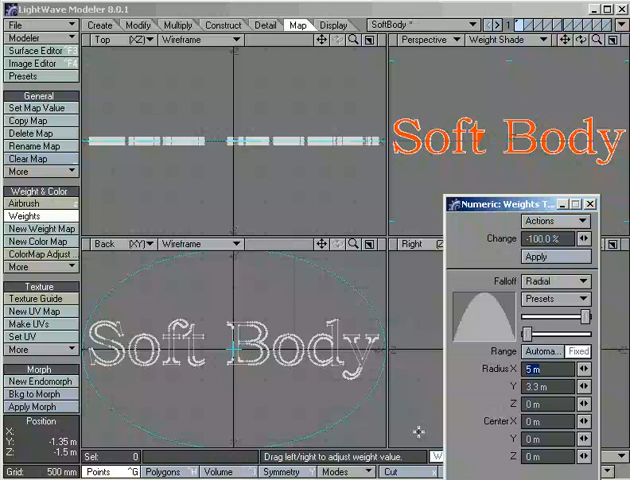 LightWave Modeler 8.0.1
File
Create Modify Multiply Construct Detail Map Display
SoftBody *
1
Modeler
Surface Editor ^F3
Image Editor ^F4
Presets
General
Set Map Value
Copy Map
Delete Map
Rename Map
Clear Map
More
Weight & Color
Airbrush
Weights
New Weight Map
New Color Map
ColorMap Adjust ...
More
Texture
Texture Guide
New UV Map
Make UVs
Set UV
More
Morph
New Endomorph
Bkg to Morph
Apply Morph
Position
X:
Y: -1.35 m
Z: -1.5 m
Grid: 500 mm
Top (XZ) Wireframe
Perspective Weight Shade
Soft Body
Back (XY) Wireframe
Right
Soft Body
Numeric: Weights T...
Actions
Change -100.0 %
Apply
Falloff Radial
Presets
Range Automa... Fixed
Radius X 5 m
Y 3.3 m
Z 0 m
Center X 0 m
Y 0 m
Z 0 m
Sel: 0 Drag left/right to adjust weight value. W
Points ^G Polygons ^H Volume ^J Symmetry ^Y Modes Cut